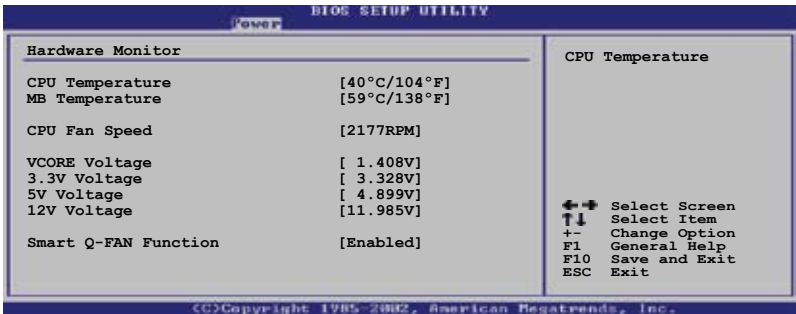 BIOS SETUP UTILITY
Power
Hardware Monitor
CPU Temperature [40°C/104°F]
MB Temperature [59°C/138°F]
CPU Fan Speed [2177RPM]
VCORE Voltage [ 1.408V]
3.3V Voltage [ 3.328V]
5V Voltage [ 4.899V]
12V Voltage [11.985V]
Smart Q-FAN Function [Enabled]
CPU Temperature
←→ Select Screen
↑↓ Select Item
+- Change Option
F1 General Help
F10 Save and Exit
ESC Exit
(C)Copyright 1985-2002, American Megatrends, Inc.